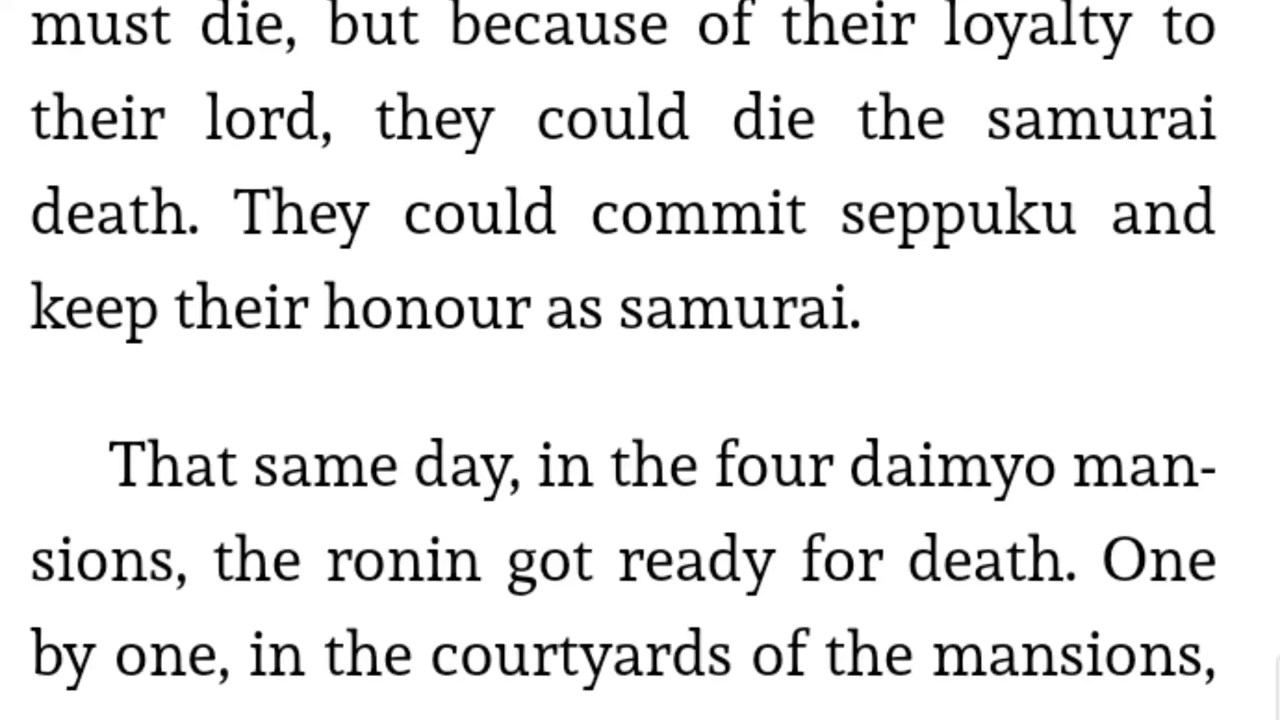 must die, but because of their loyalty to
their lord, they could die the samurai
death. They could commit seppuku and
keep their honour as samurai.
That same day, in the four daimyo man-
sions, the ronin got ready for death. One
by one, in the courtyards of the mansions,